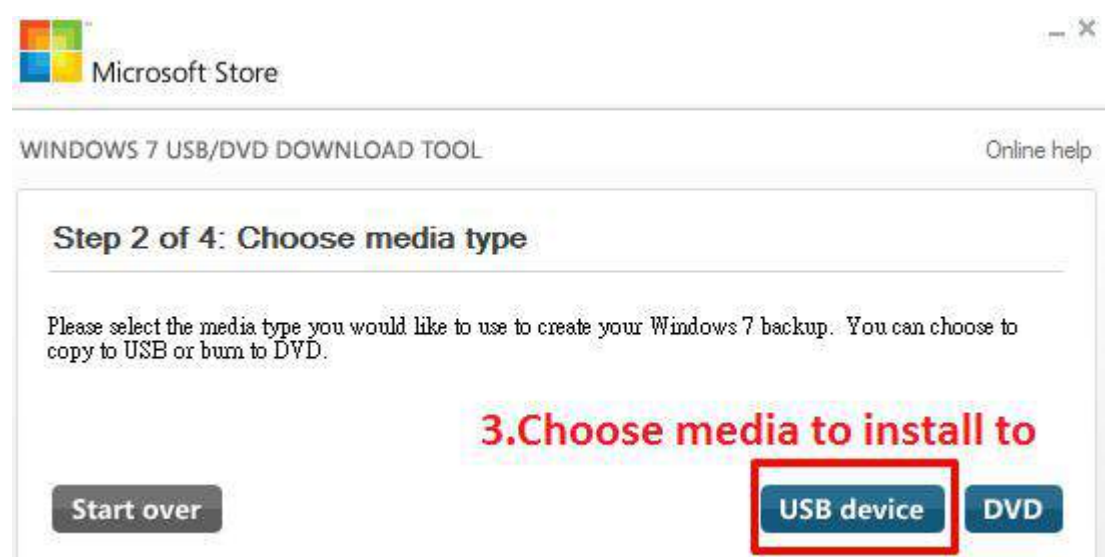 Microsoft Store
WINDOWS 7 USB/DVD DOWNLOAD TOOL
Online help
Step 2 of 4: Choose media type
Please select the media type you would like to use to create your Windows 7 backup. You can choose to
copy to USB or burn to DVD.
3.Choose media to install to
Start over
USB device
DVD